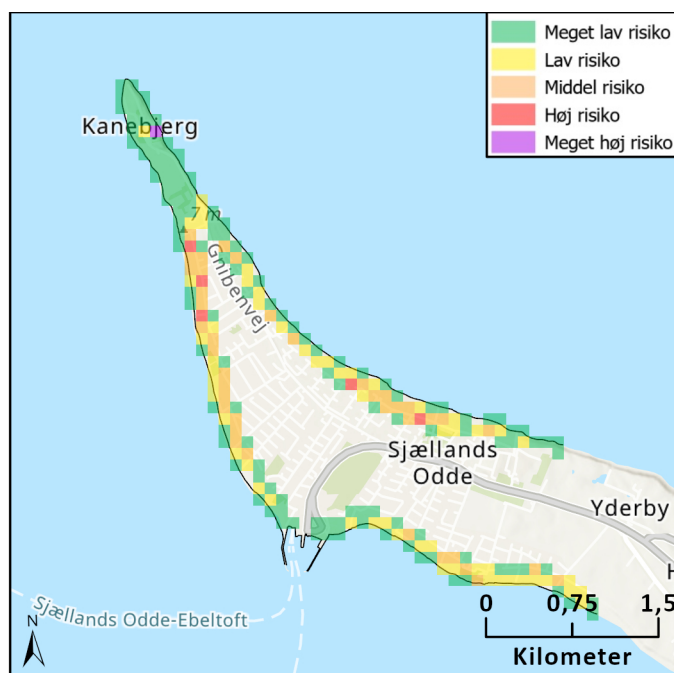 Meget lav risiko
Lav risiko
Middel risiko
Høj risiko
Meget høj risiko
Kanebjerg
7 m
Gnibenvej
Sjællands
Odde
Yderby
H
Sjællands Odde-Ebeltoft
N
0 0,75 1,5
Kilometer